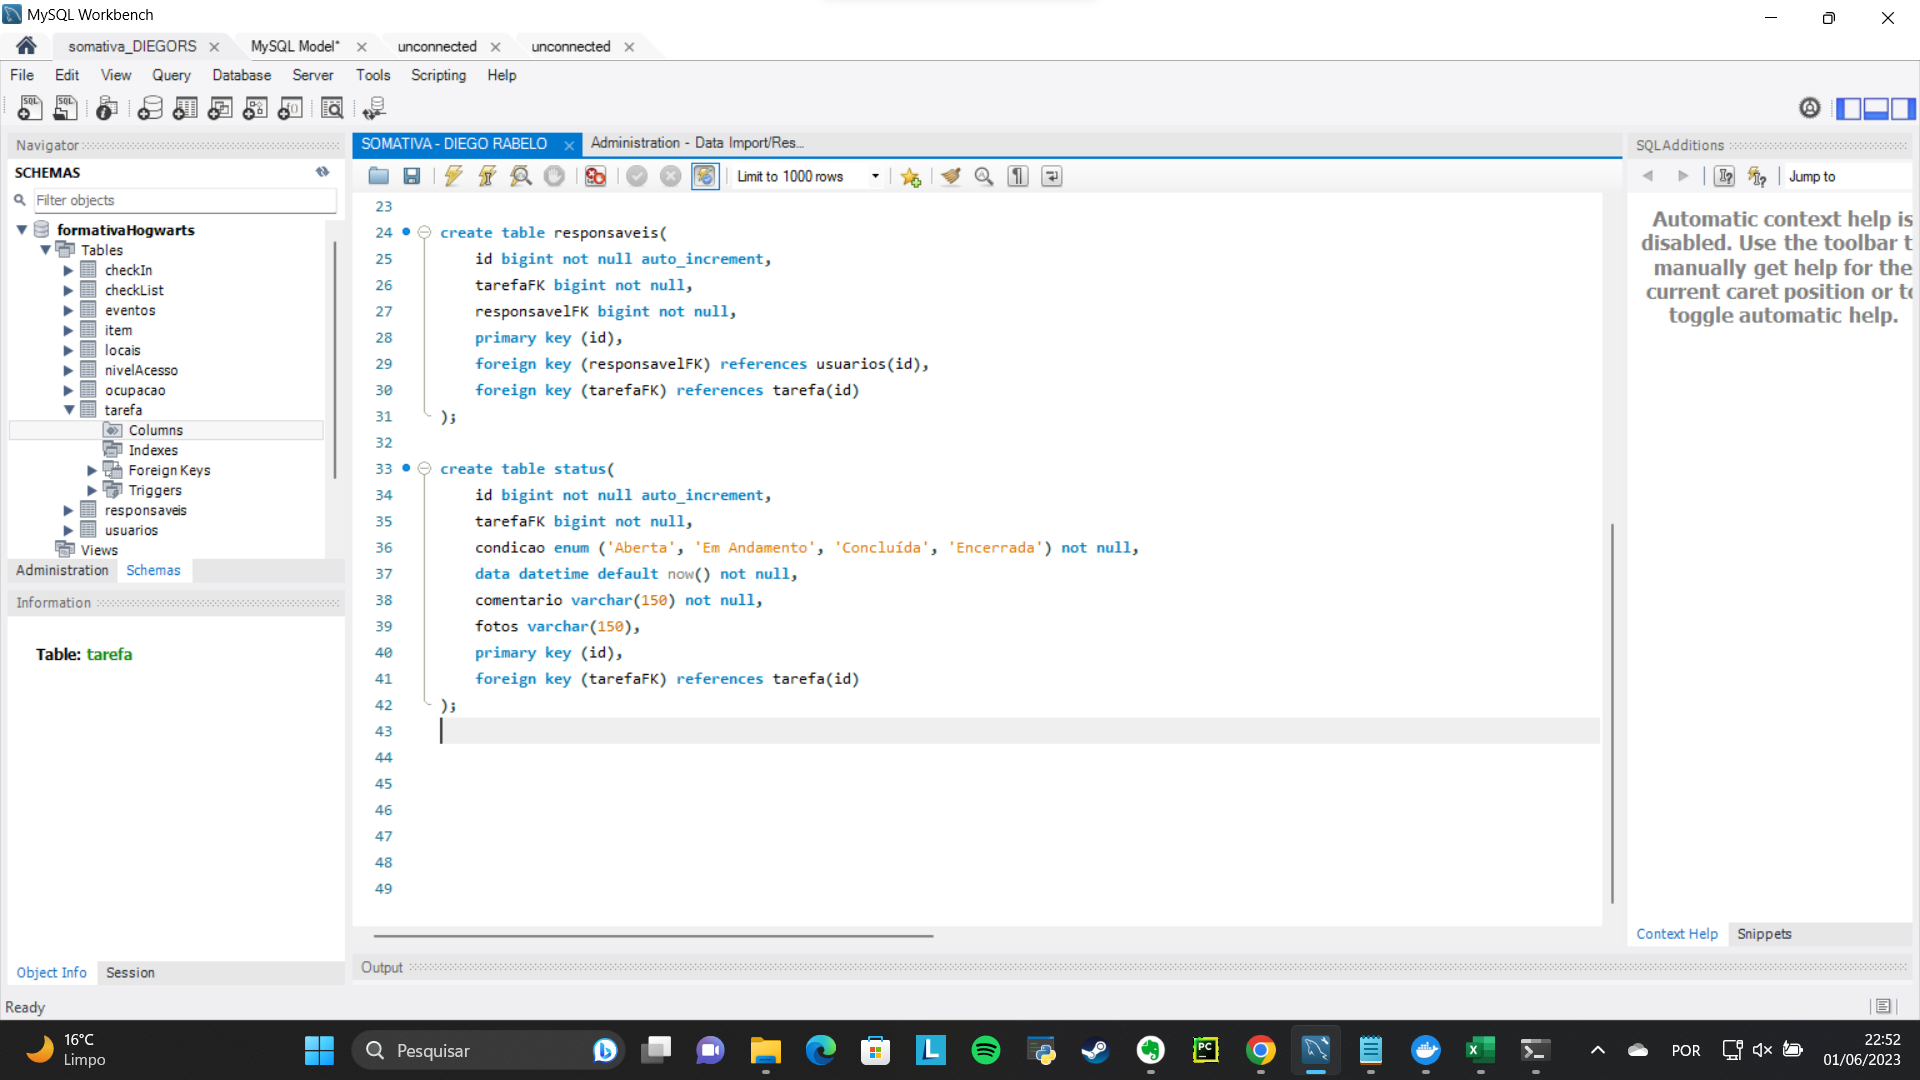 MySQL Workbench
somativa_DIEGORS
MySQL Model*
unconnected
unconnected
File Edit View Query Database Server Tools Scripting Help
Navigator
SCHEMAS
Filter objects
formativaHogwarts
Tables
checkIn
checkList
eventos
item
locais
nivelAcesso
ocupacao
tarefa
Columns
Indexes
Foreign Keys
Triggers
responsaveis
usuarios
Views
Administration Schemas
Information
Table: tarefa
Object Info Session
Ready
SOMATIVA - DIEGO RABELO
Administration - Data Import/Res...
Limit to 1000 rows
23
24 create table responsaveis(
25 id bigint not null auto_increment,
26 tarefaFK bigint not null,
27 responsavelFK bigint not null,
28 primary key (id),
29 foreign key (responsavelFK) references usuarios(id),
30 foreign key (tarefaFK) references tarefa(id)
31 );
32
33 create table status(
34 id bigint not null auto_increment,
35 tarefaFK bigint not null,
36 condicao enum ('Aberta', 'Em Andamento', 'Concluída', 'Encerrada') not null,
37 data datetime default now() not null,
38 comentario varchar(150) not null,
39 fotos varchar(150),
40 primary key (id),
41 foreign key (tarefaFK) references tarefa(id)
42 );
43
44
45
46
47
48
49
Output
SQLAdditions
Jump to
Automatic context help is
disabled. Use the toolbar t
manually get help for the
current caret position or to
toggle automatic help.
Context Help Snippets
16°C
Limpo
Pesquisar
POR
22:52
01/06/2023